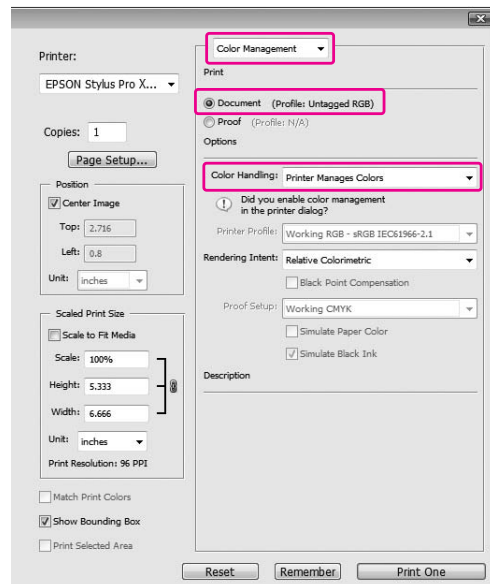 Printer:
EPSON Stylus Pro X...
Copies: 1
Page Setup...
Position
Center Image
Top: 2.716
Left: 0.8
Unit: inches
Scaled Print Size
Scale to Fit Media
Scale: 100%
Height: 5.333
Width: 6.666
Unit: inches
Print Resolution: 96 PPI
Match Print Colors
Show Bounding Box
Print Selected Area
Color Management
Print
Document (Profile: Untagged RGB)
Proof (Profile: N/A)
Options
Color Handling: Printer Manages Colors
Did you enable color management
in the printer dialog?
Printer Profile: Working RGB - sRGB IEC61966-2.1
Rendering Intent: Relative Colorimetric
Black Point Compensation
Proof Setup: Working CMYK
Simulate Paper Color
Simulate Black Ink
Description
Reset Remember Print One